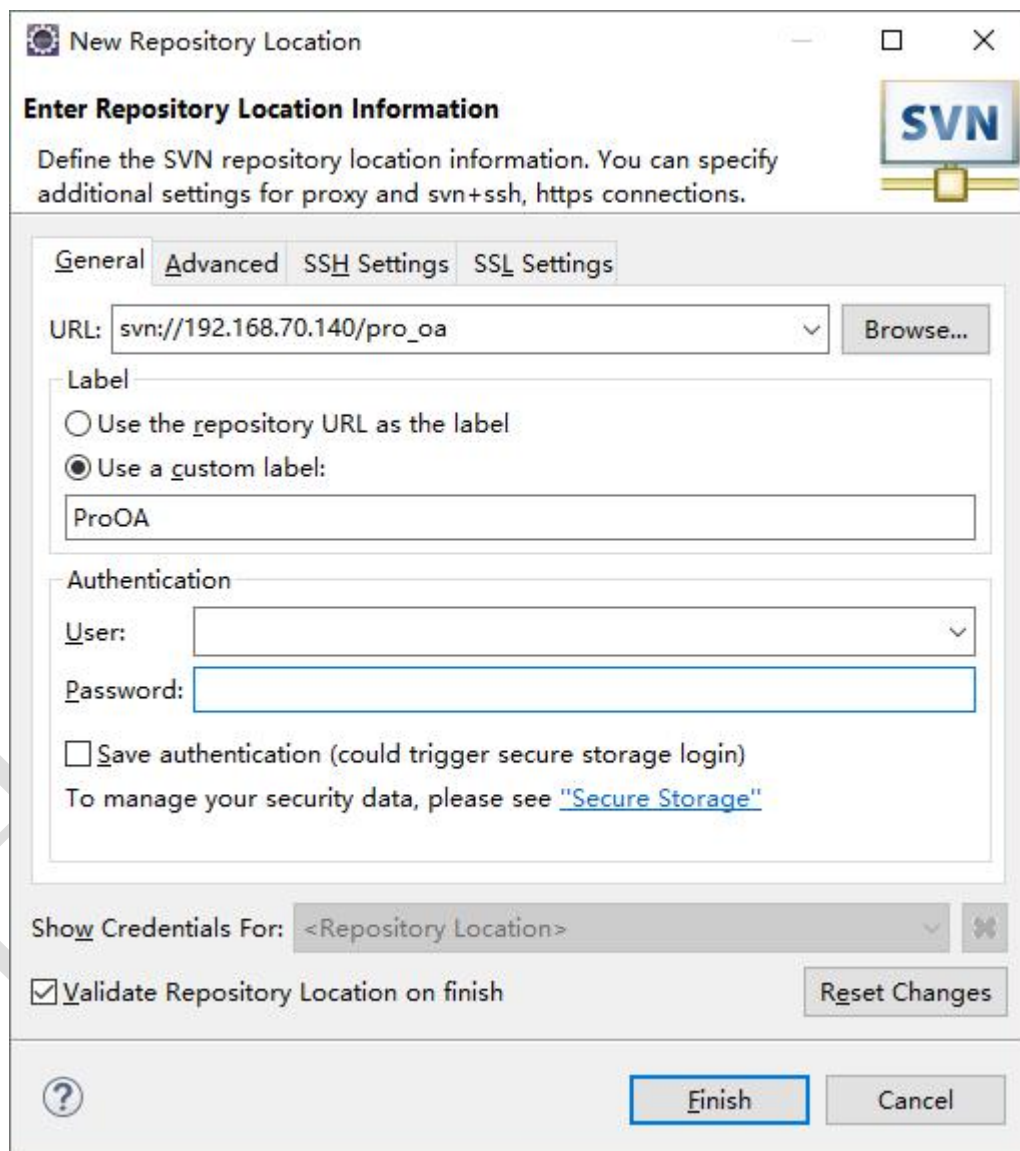 New Repository Location
Enter Repository Location Information
SVN
Define the SVN repository location information. You can specify
additional settings for proxy and svn+ssh, https connections.
General Advanced SSH Settings SSL Settings
URL: svn://192.168.70.140/pro_oa Browse...
Label
Use the repository URL as the label
Use a custom label:
ProOA
Authentication
User:
Password:
Save authentication (could trigger secure storage login)
To manage your security data, please see "Secure Storage"
Show Credentials For: <Repository Location>
Validate Repository Location on finish Reset Changes
? Finish Cancel